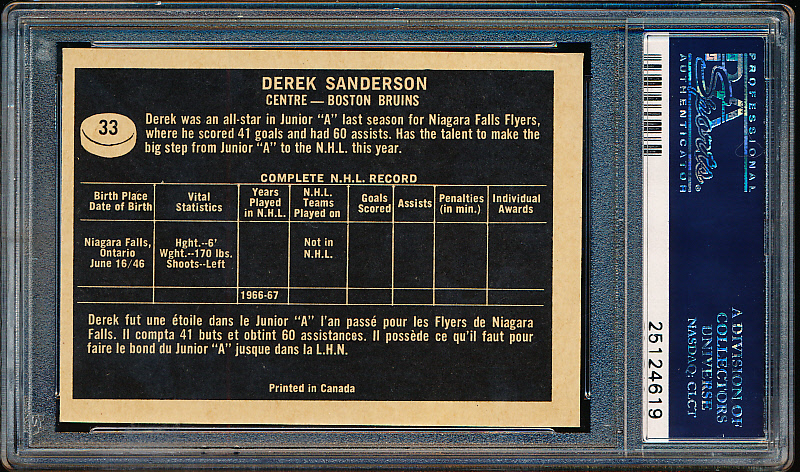 DEREK SANDERSON
CENTRE — BOSTON BRUINS
33
Derek was an all-star in Junior "A" last season for Niagara Falls Flyers,
where he scored 41 goals and had 60 assists. Has the talent to make the
big step from Junior "A" to the N.H.L. this year.
COMPLETE N.H.L. RECORD
Birth Place Date of Birth Vital Statistics Years Played in N.H.L. N.H.L. Teams Played on Goals Scored Assists Penalties (in min.) Individual Awards
Niagara Falls, Ontario June 16/46 Hght.--6' Wght.--170 lbs. Shoots--Left Not in N.H.L.
1966-67
Derek fut une étoile dans le Junior "A" l'an passé pour les Flyers de Niagara
Falls. Il compta 41 buts et obtint 60 assistances. Il possède ce qu'il faut pour
faire le bond du Junior "A" jusque dans la L.H.N.
Printed in Canada
PROFESSIONAL
PSA
Sports
AUTHENTICATOR
A DIVISION OF
COLLECTORS
UNIVERSE
NASDAQ: CLCT
25124619